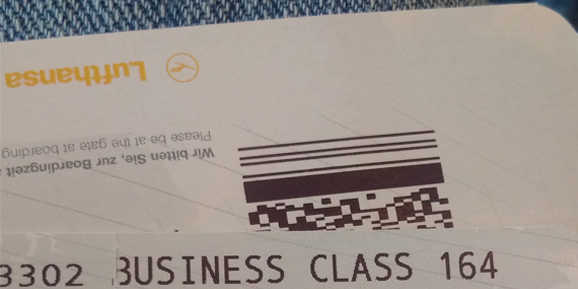 Lufthansa
Please be at the gate at boarding
Wir bitten Sie, zur Boardingzeit
3302 BUSINESS CLASS 164